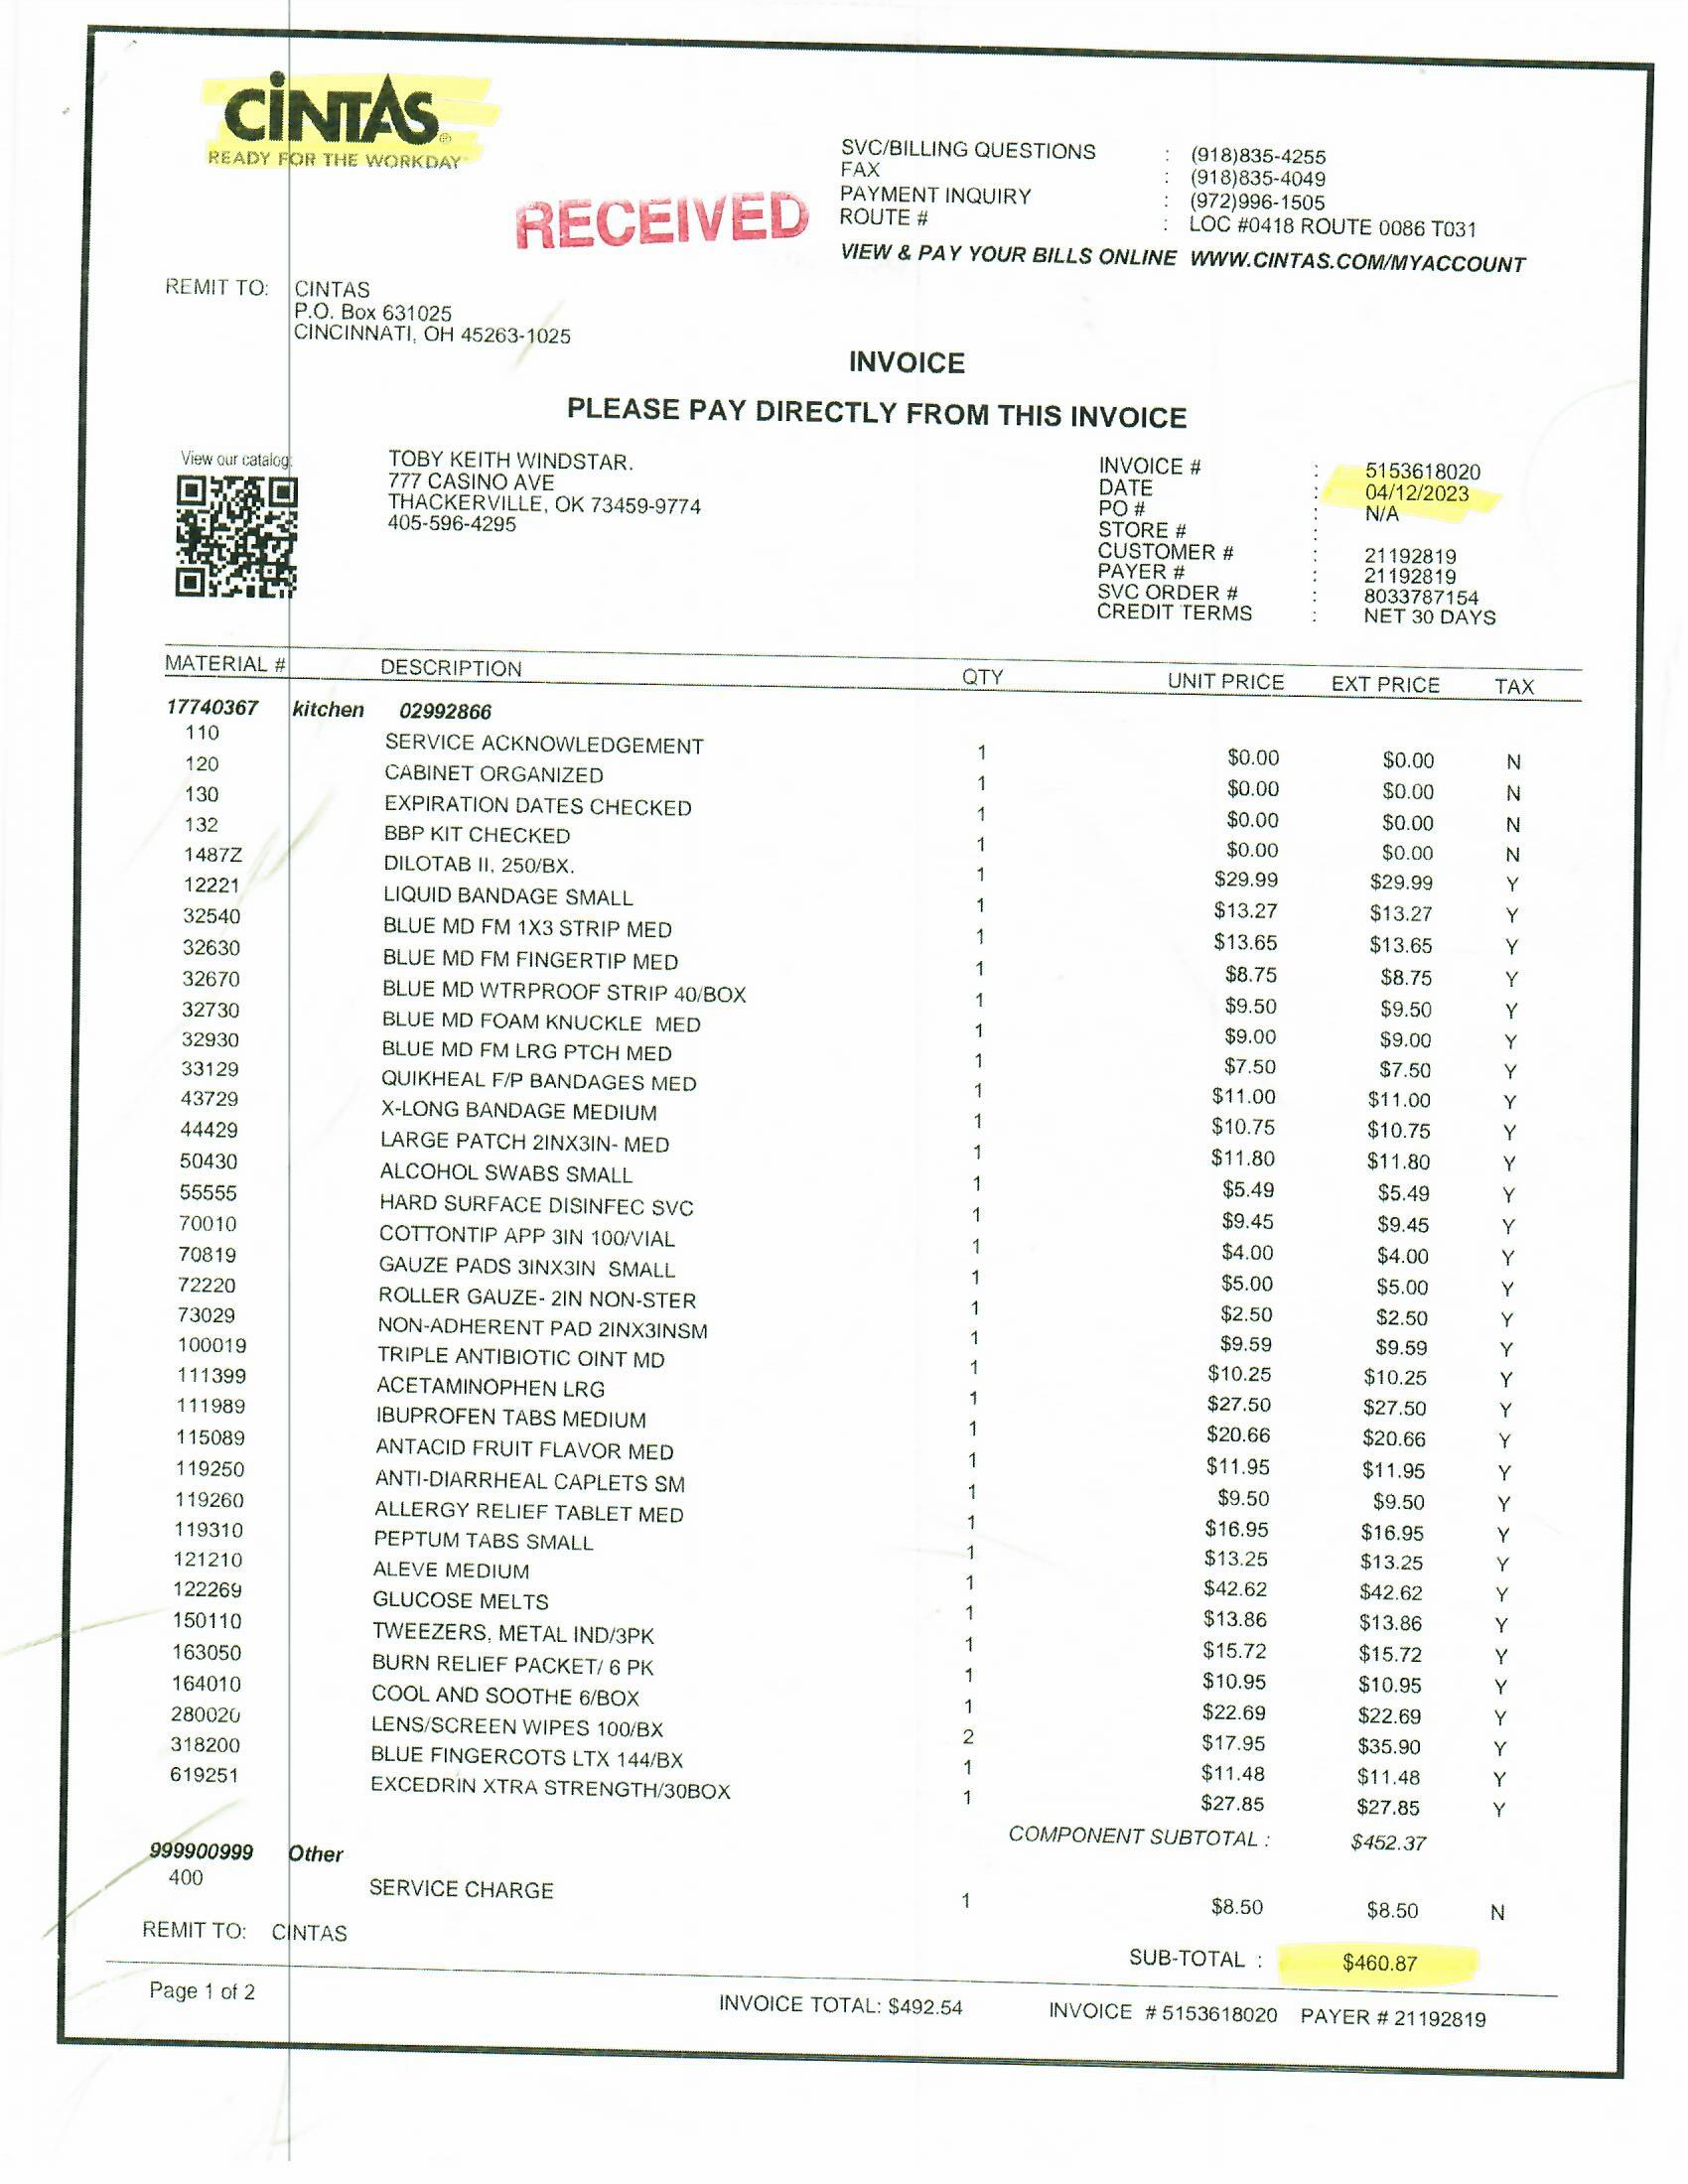 CINTAS®
READY FOR THE WORKDAY
RECEIVED
SVC/BILLING QUESTIONS : (918)835-4255
FAX : (918)835-4049
PAYMENT INQUIRY : (972)996-1505
ROUTE # : LOC #0418 ROUTE 0086 T031
VIEW & PAY YOUR BILLS ONLINE WWW.CINTAS.COM/MYACCOUNT
REMIT TO: CINTAS
P.O. Box 631025
CINCINNATI, OH 45263-1025
INVOICE
PLEASE PAY DIRECTLY FROM THIS INVOICE
View our catalog:
TOBY KEITH WINDSTAR.
777 CASINO AVE
THACKERVILLE, OK 73459-9774
405-596-4295
INVOICE # : 5153618020
DATE : 04/12/2023
PO # : N/A
STORE # :
CUSTOMER # : 21192819
PAYER # : 21192819
SVC ORDER # : 8033787154
CREDIT TERMS : NET 30 DAYS
MATERIAL # DESCRIPTION QTY UNIT PRICE EXT PRICE TAX
17740367 kitchen 02992866
110 SERVICE ACKNOWLEDGEMENT 1 $0.00 $0.00 N
120 CABINET ORGANIZED 1 $0.00 $0.00 N
130 EXPIRATION DATES CHECKED 1 $0.00 $0.00 N
132 BBP KIT CHECKED 1 $0.00 $0.00 N
1487Z DILOTAB II, 250/BX. 1 $29.99 $29.99 Y
12221 LIQUID BANDAGE SMALL 1 $13.27 $13.27 Y
32540 BLUE MD FM 1X3 STRIP MED 1 $13.65 $13.65 Y
32630 BLUE MD FM FINGERTIP MED 1 $8.75 $8.75 Y
32670 BLUE MD WTRPROOF STRIP 40/BOX 1 $9.50 $9.50 Y
32730 BLUE MD FOAM KNUCKLE MED 1 $9.00 $9.00 Y
32930 BLUE MD FM LRG PTCH MED 1 $7.50 $7.50 Y
33129 QUIKHEAL F/P BANDAGES MED 1 $11.00 $11.00 Y
43729 X-LONG BANDAGE MEDIUM 1 $10.75 $10.75 Y
44429 LARGE PATCH 2INX3IN- MED 1 $11.80 $11.80 Y
50430 ALCOHOL SWABS SMALL 1 $5.49 $5.49 Y
55555 HARD SURFACE DISINFEC SVC 1 $9.45 $9.45 Y
70010 COTTONTIP APP 3IN 100/VIAL 1 $4.00 $4.00 Y
70819 GAUZE PADS 3INX3IN SMALL 1 $5.00 $5.00 Y
72220 ROLLER GAUZE- 2IN NON-STER 1 $2.50 $2.50 Y
73029 NON-ADHERENT PAD 2INX3INSM 1 $9.59 $9.59 Y
100019 TRIPLE ANTIBIOTIC OINT MD 1 $10.25 $10.25 Y
111399 ACETAMINOPHEN LRG 1 $27.50 $27.50 Y
111989 IBUPROFEN TABS MEDIUM 1 $20.66 $20.66 Y
115089 ANTACID FRUIT FLAVOR MED 1 $11.95 $11.95 Y
119250 ANTI-DIARRHEAL CAPLETS SM 1 $9.50 $9.50 Y
119260 ALLERGY RELIEF TABLET MED 1 $16.95 $16.95 Y
119310 PEPTUM TABS SMALL 1 $13.25 $13.25 Y
121210 ALEVE MEDIUM 1 $42.62 $42.62 Y
122269 GLUCOSE MELTS 1 $13.86 $13.86 Y
150110 TWEEZERS, METAL IND/3PK 1 $15.72 $15.72 Y
163050 BURN RELIEF PACKET/ 6 PK 1 $10.95 $10.95 Y
164010 COOL AND SOOTHE 6/BOX 1 $22.69 $22.69 Y
280020 LENS/SCREEN WIPES 100/BX 2 $17.95 $35.90 Y
318200 BLUE FINGERCOTS LTX 144/BX 1 $11.48 $11.48 Y
619251 EXCEDRIN XTRA STRENGTH/30BOX 1 $27.85 $27.85 Y
COMPONENT SUBTOTAL : $452.37
999900999 Other
400 SERVICE CHARGE 1 $8.50 $8.50 N
REMIT TO: CINTAS
SUB-TOTAL : $460.87
Page 1 of 2 INVOICE TOTAL: $492.54 INVOICE # 5153618020 PAYER # 21192819